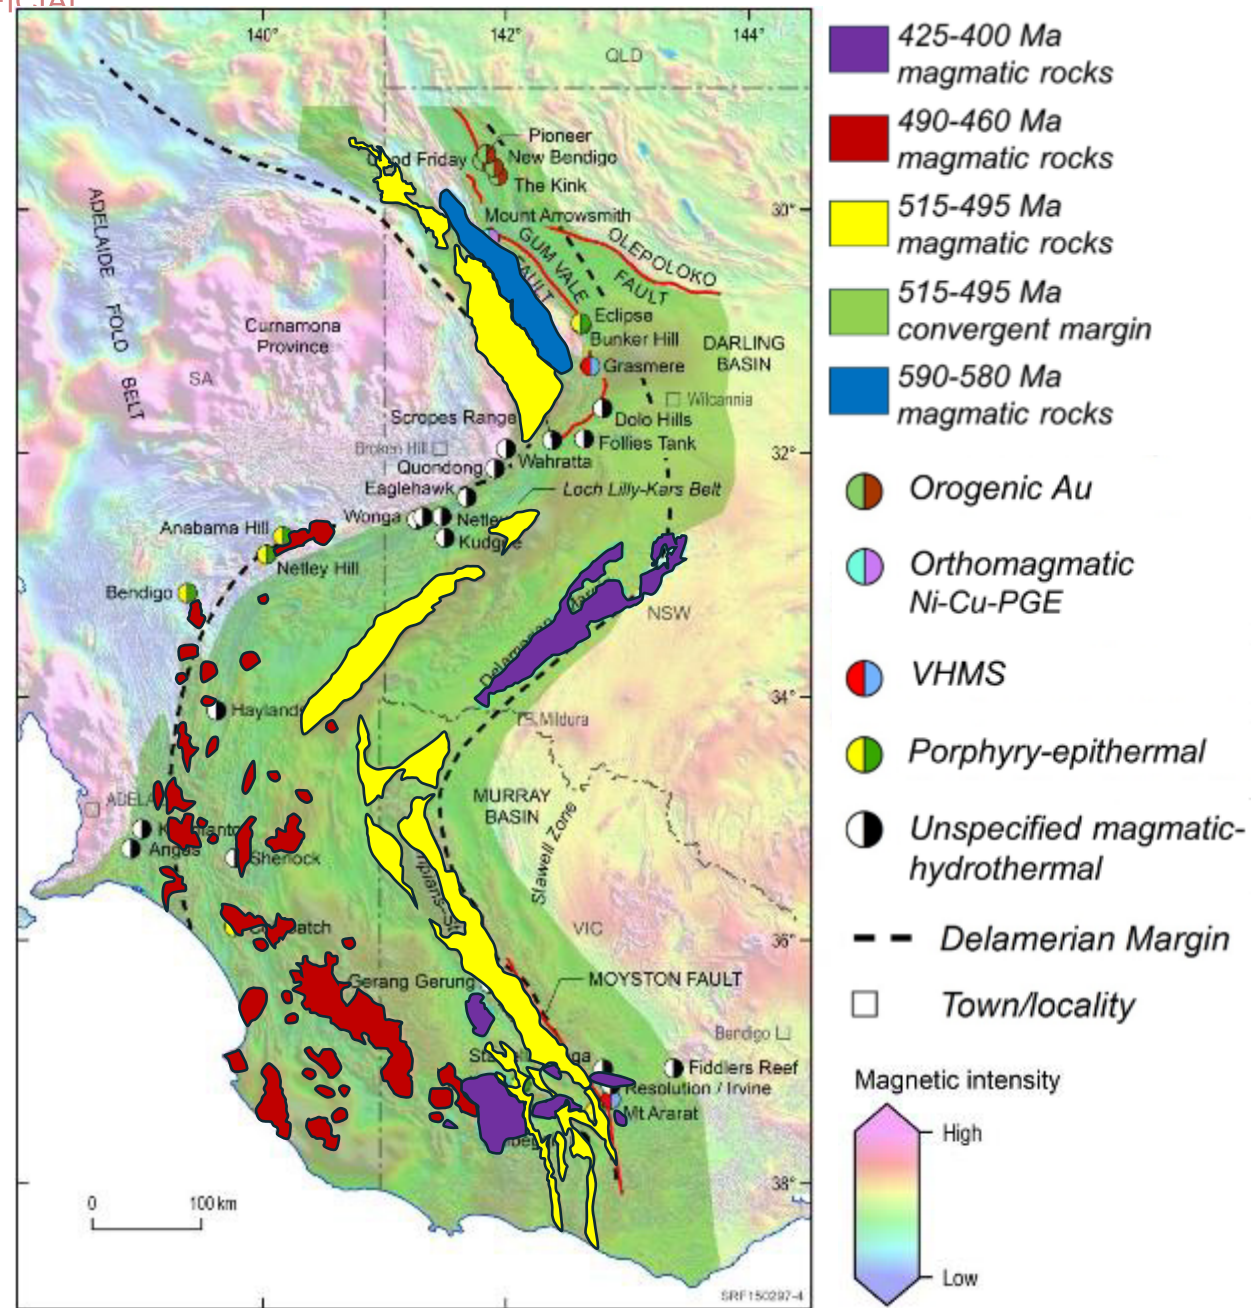 140°
142°
144°
QLD
Pioneer
New Bendigo
The Kink
Mount Arrowsmith
30°
GUM VALE
FAULT
OLEPOLOKO
FAULT
ADELAIDE
FOLD
BELT
Curnamona
Province
SA
Eclipse
Bunker Hill
Grasmere
DARLING
BASIN
Wilcannia
Scropes Range
Dolo Hills
Follies Tank
Broken Hill
32°
Wahratta
Quondong
Eaglehawk
Loch Lilly-Kars Belt
Wonga
Anabama Hill
Netley Hill
Bendigo
NSW
34°
Mildura
MURRAY
BASIN
Stawell Zone
Angas
Sherlock
36°
VIC
Gerang Gerung
MOYSTON FAULT
Bendigo
Fiddlers Reef
Resolution / Irvine
Mt Ararat
38°
0
100 km
SRF150297-4
425-400 Ma
magmatic rocks
490-460 Ma
magmatic rocks
515-495 Ma
magmatic rocks
515-495 Ma
convergent margin
590-580 Ma
magmatic rocks
Orogenic Au
Orthomagmatic
Ni-Cu-PGE
VHMS
Porphyry-epithermal
Unspecified magmatic-
hydrothermal
Delamerian Margin
Town/locality
Magnetic intensity
High
Low